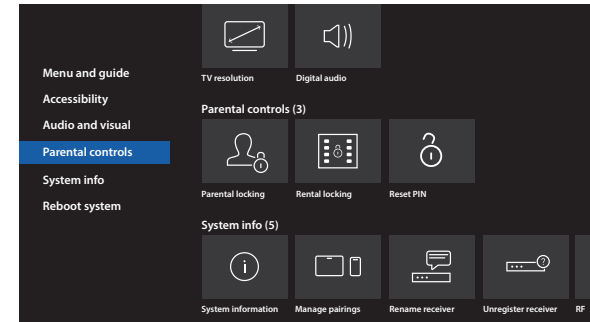 Menu and guide
Accessibility
Audio and visual
Parental controls
System info
Reboot system
TV resolution Digital audio
Parental controls (3)
Parental locking Rental locking Reset PIN
System info (5)
System information Manage pairings Rename receiver Unregister receiver RF